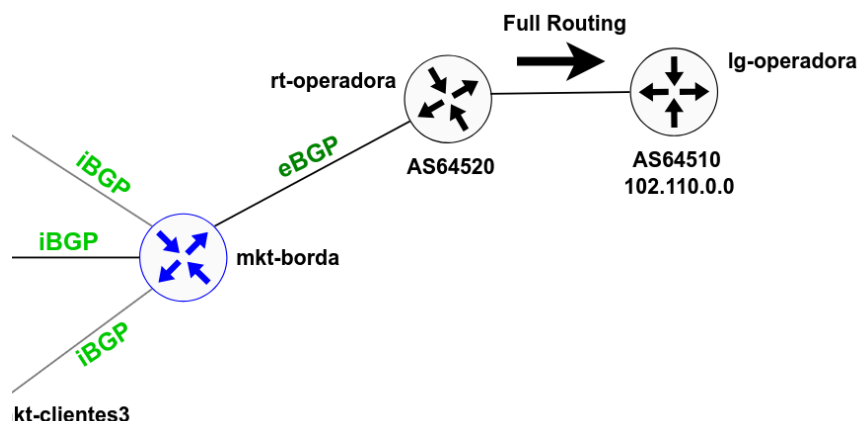 Full Routing
rt-operadora
lg-operadora
AS64520
AS64510
102.110.0.0
eBGP
iBGP
iBGP
mkt-borda
iBGP
kt-clientes3